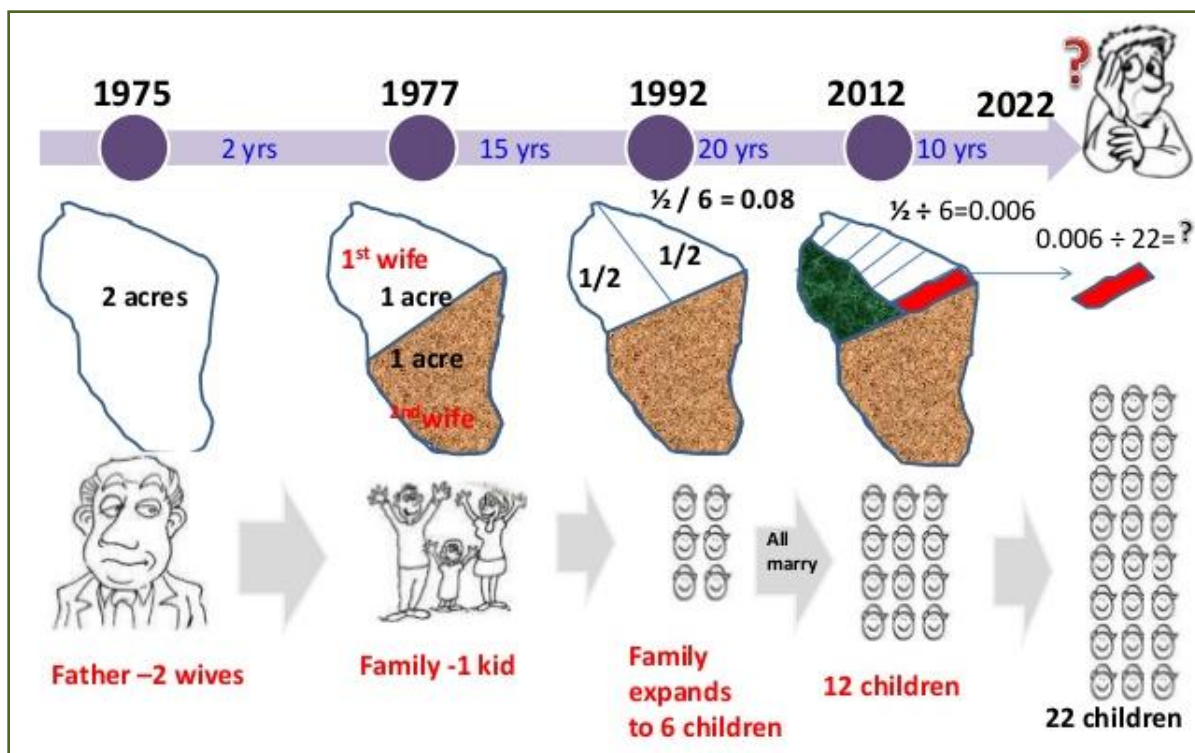 1975
1977
1992
2012
2022
?
2 yrs
15 yrs
20 yrs
10 yrs
½ / 6 = 0.08
½ ÷ 6=0.006
0.006 ÷ 22= ?
2 acres
1st wife
1 acre
1 acre
2nd wife
1/2
1/2
All
marry
Father –2 wives
Family -1 kid
Family
expands
to 6 children
12 children
22 children